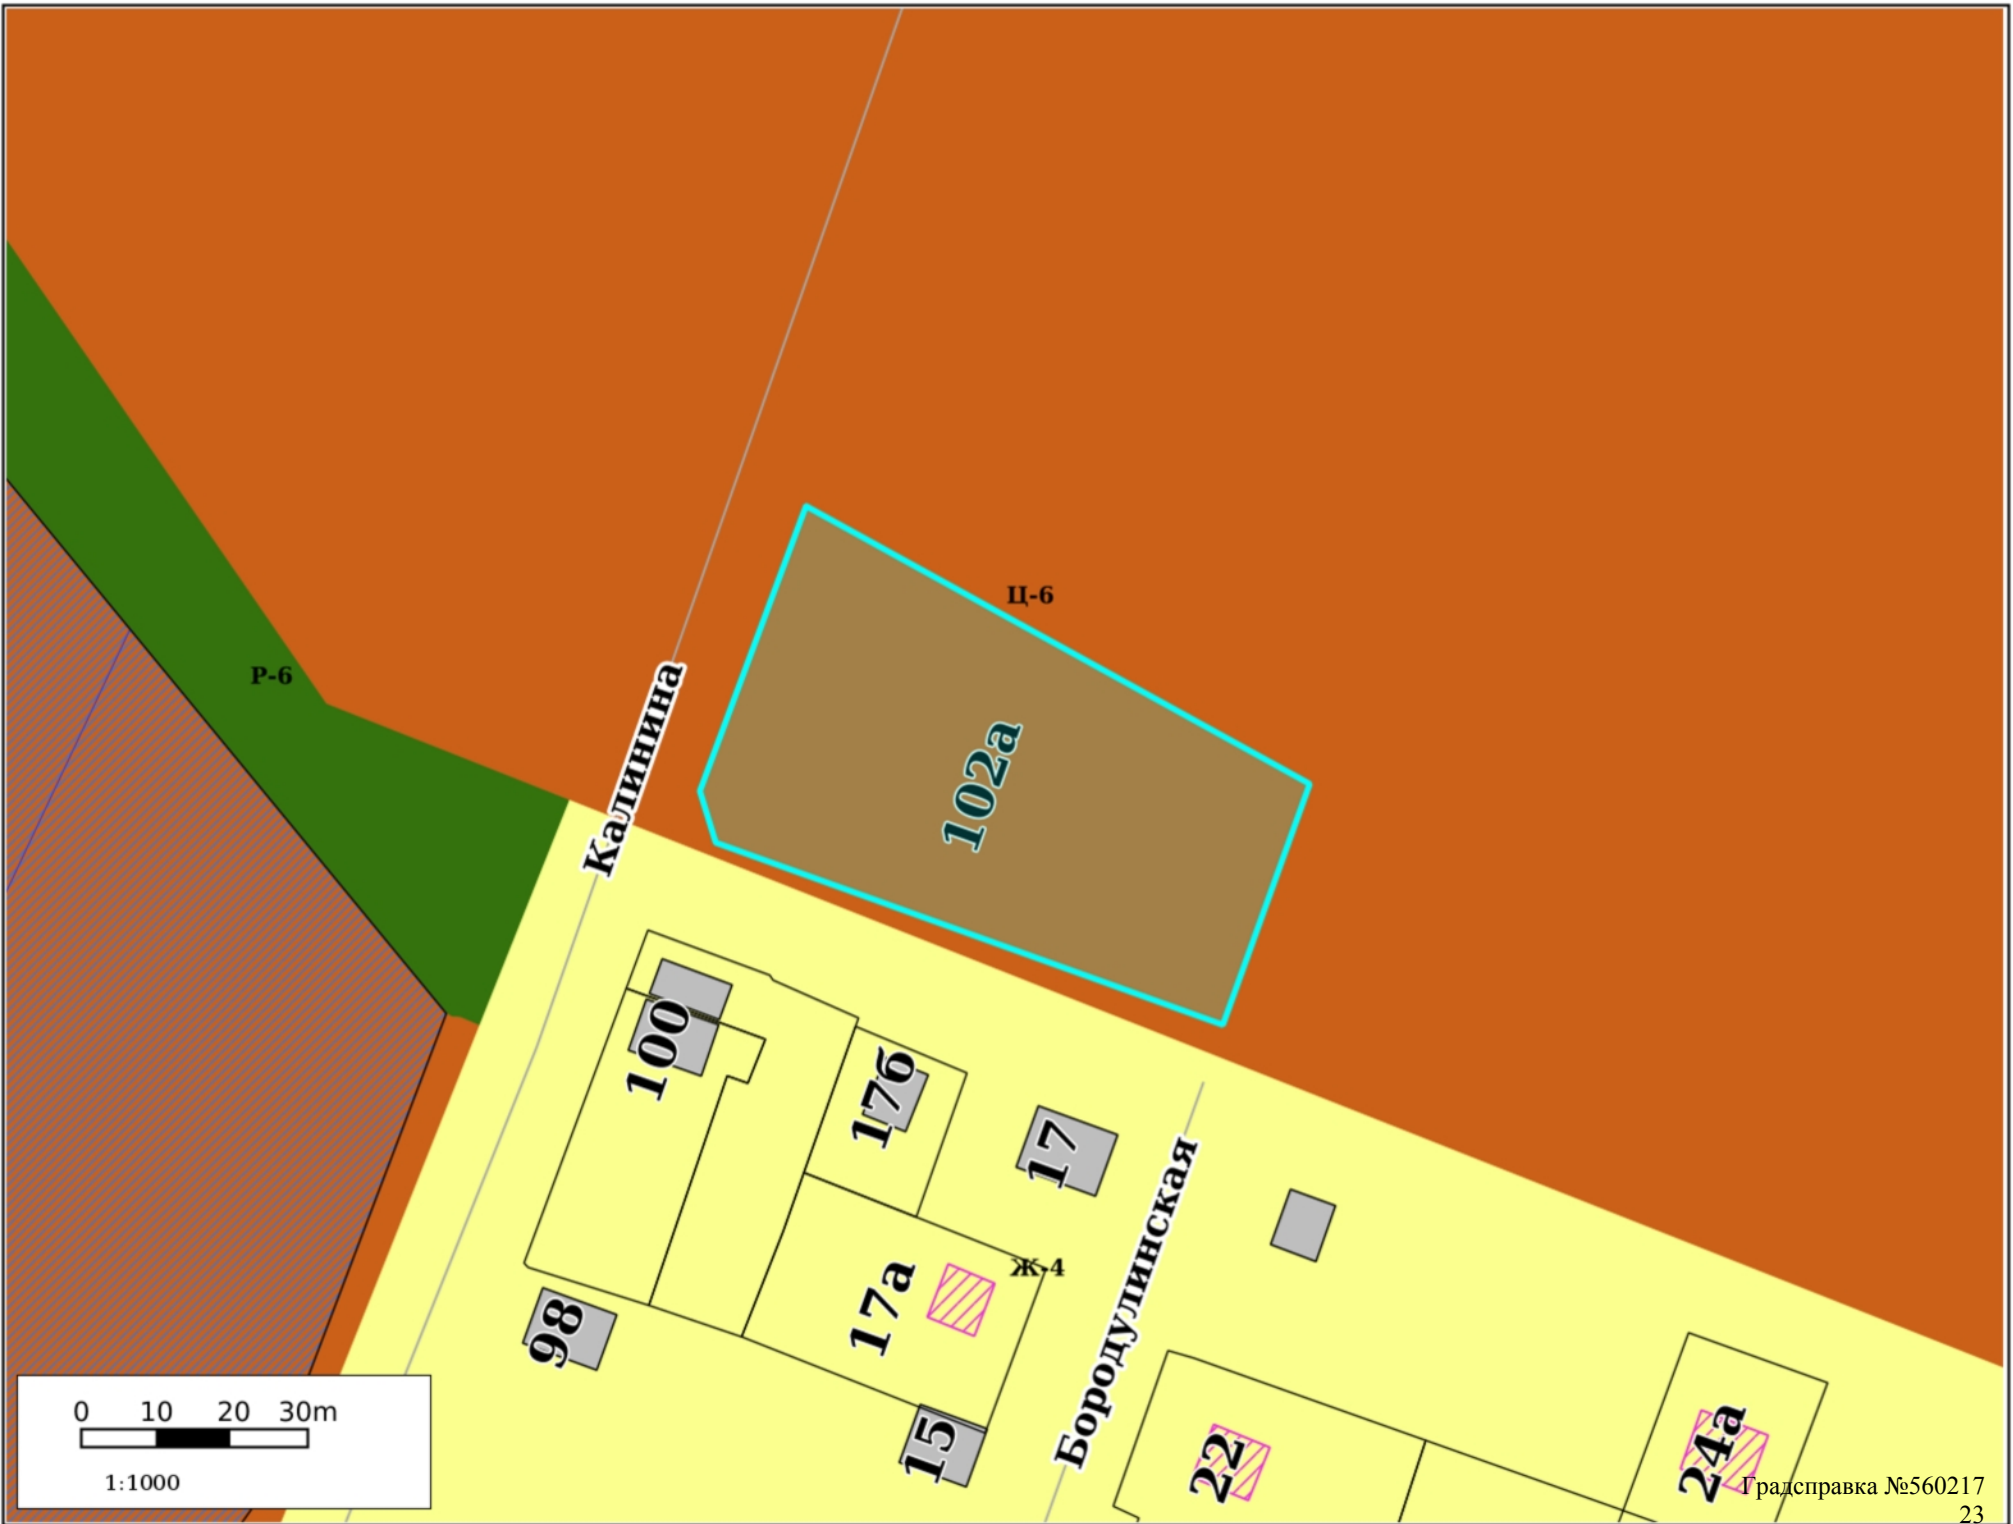 Ц-6
Р-6
Калинина
102а
100
17б
17
Бородулинская
Ж-4
17а
98
15
22
24а
0 10 20 30m
1:1000
Градсправка №560217
23